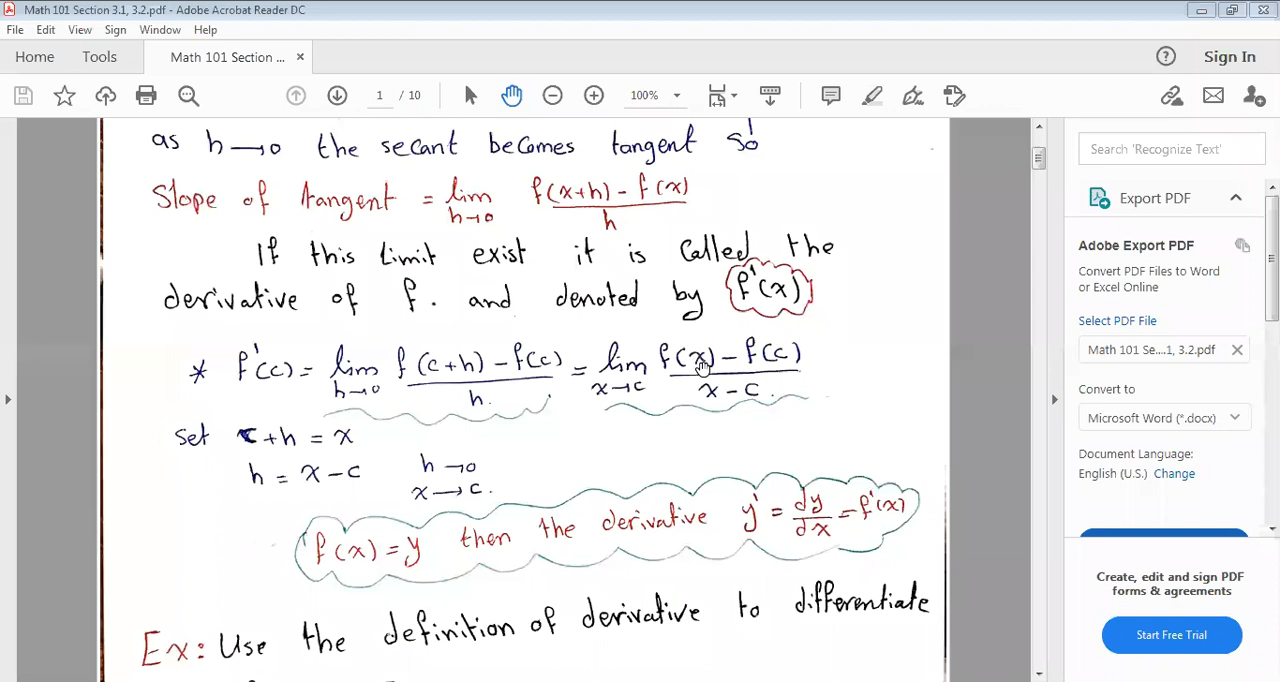 Math 101 Section 3.1, 3.2.pdf - Adobe Acrobat Reader DC
File Edit View Sign Window Help
Home Tools Math 101 Section ... × Sign In
1 / 10 100%
as h→0 the secant becomes tangent so
Slope of tangent = lim h→0 f(x+h) - f(x) / h
If this limit exist it is called the
derivative of f. and denoted by f'(x)
* f'(c) = lim h→0 f(c+h) - f(c) / h. = lim x→c f(x) - f(c) / x - c.
set c+h = x
h = x - c h→0
x→c.
f(x) = y then the derivative y' = dy/dx = f'(x)
Ex: Use the definition of derivative to differentiate
Search 'Recognize Text'
Export PDF
Adobe Export PDF
Convert PDF Files to Word
or Excel Online
Select PDF File
Math 101 Se....1, 3.2.pdf ×
Convert to
Microsoft Word (*.docx)
Document Language:
English (U.S.) Change
Create, edit and sign PDF
forms & agreements
Start Free Trial